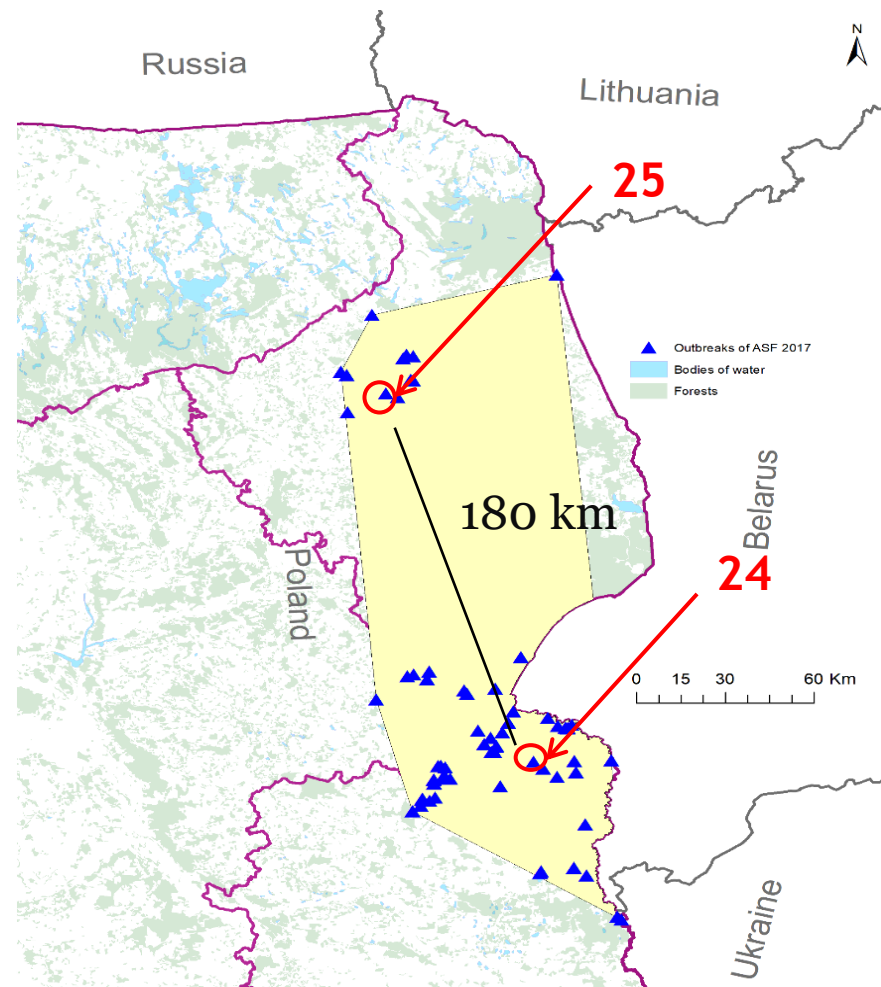 N
Russia
Lithuania
25
Outbreaks of ASF 2017
Bodies of water
Forests
180 km
Belarus
Poland
24
0 15 30 60 Km
Ukraine